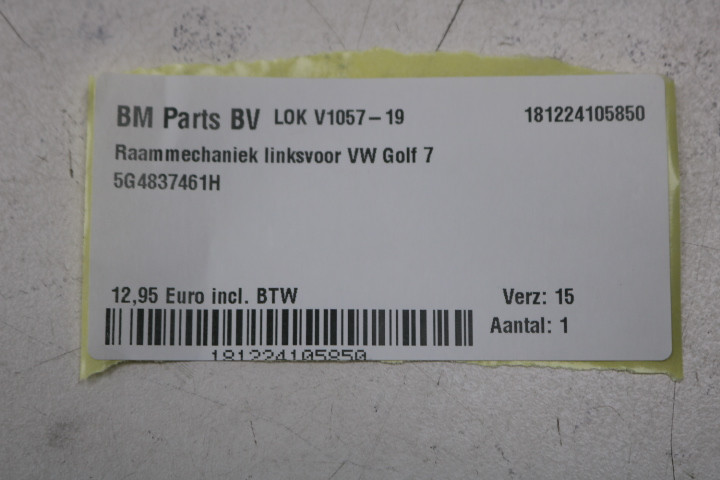 BM Parts BV LOK V1057-19 181224105850
Raammechaniek linksvoor VW Golf 7
5G4837461H
12,95 Euro incl. BTW Verz: 15
Aantal: 1
181224105850